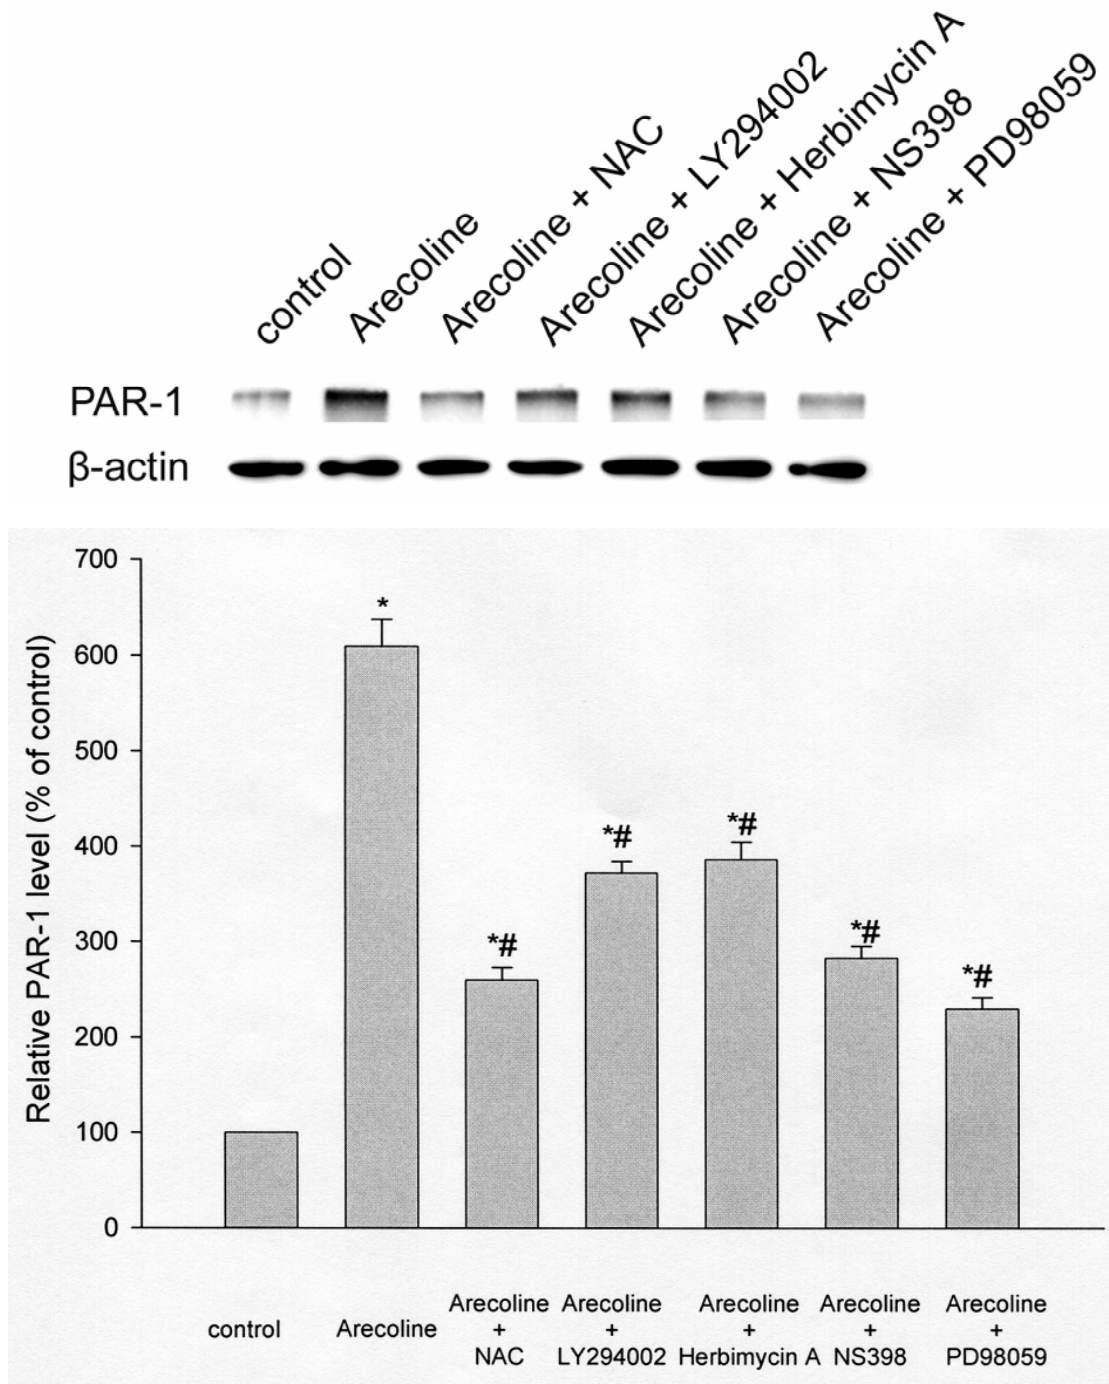 control
Arecoline
Arecoline + NAC
Arecoline + LY294002
Arecoline + Herbimycin A
Arecoline + NS398
Arecoline + PD98059
PAR-1
β-actin
Relative PAR-1 level (% of control)
700
600
500
400
300
200
100
0
*
*#
*#
*#
*#
*#
control
Arecoline
Arecoline
+
NAC
Arecoline
+
LY294002
Arecoline
+
Herbimycin A
Arecoline
+
NS398
Arecoline
+
PD98059